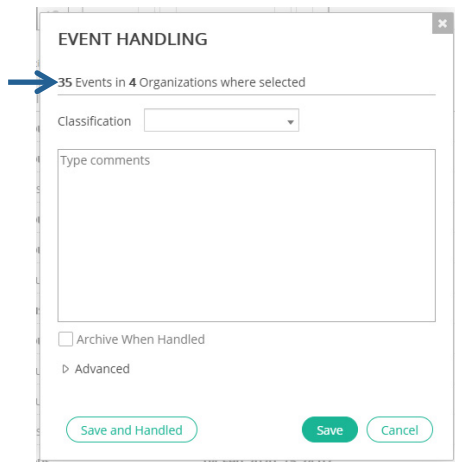 EVENT HANDLING
35 Events in 4 Organizations where selected
Classification
Type comments
Archive When Handled
Advanced
Save and Handled
Save
Cancel